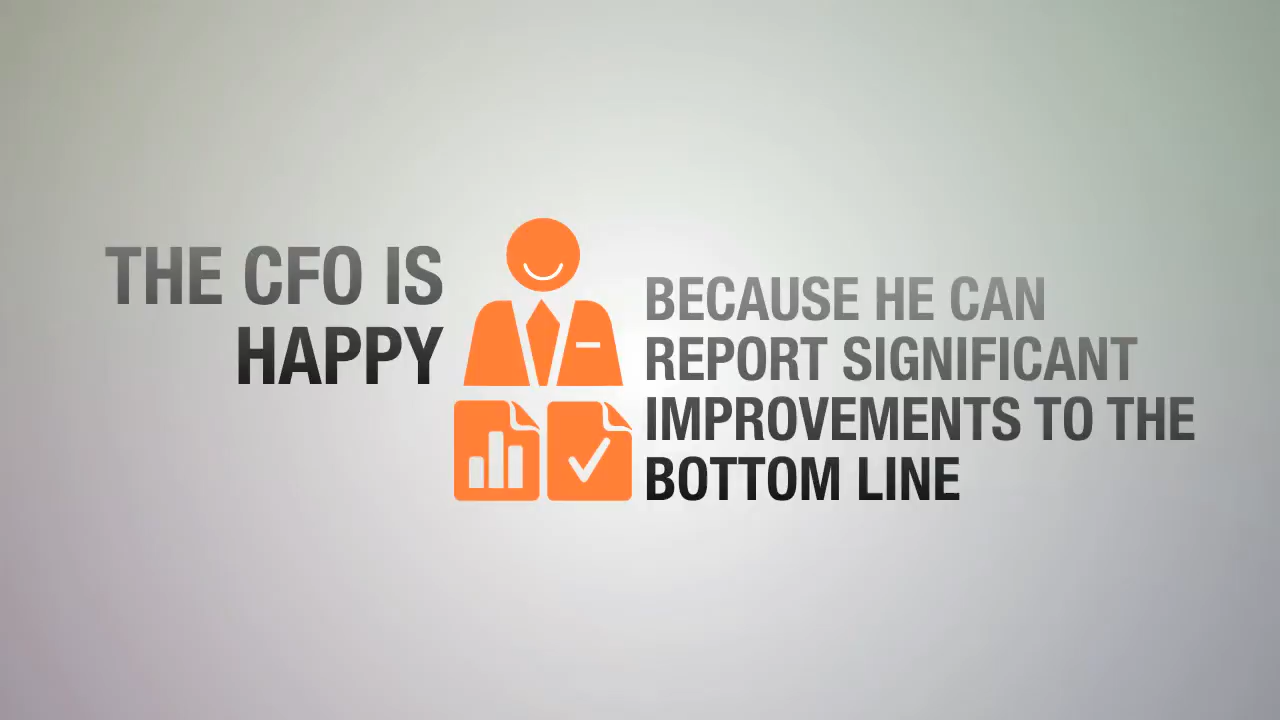 THE CFO IS
HAPPY
BECAUSE HE CAN
REPORT SIGNIFICANT
IMPROVEMENTS TO THE
BOTTOM LINE